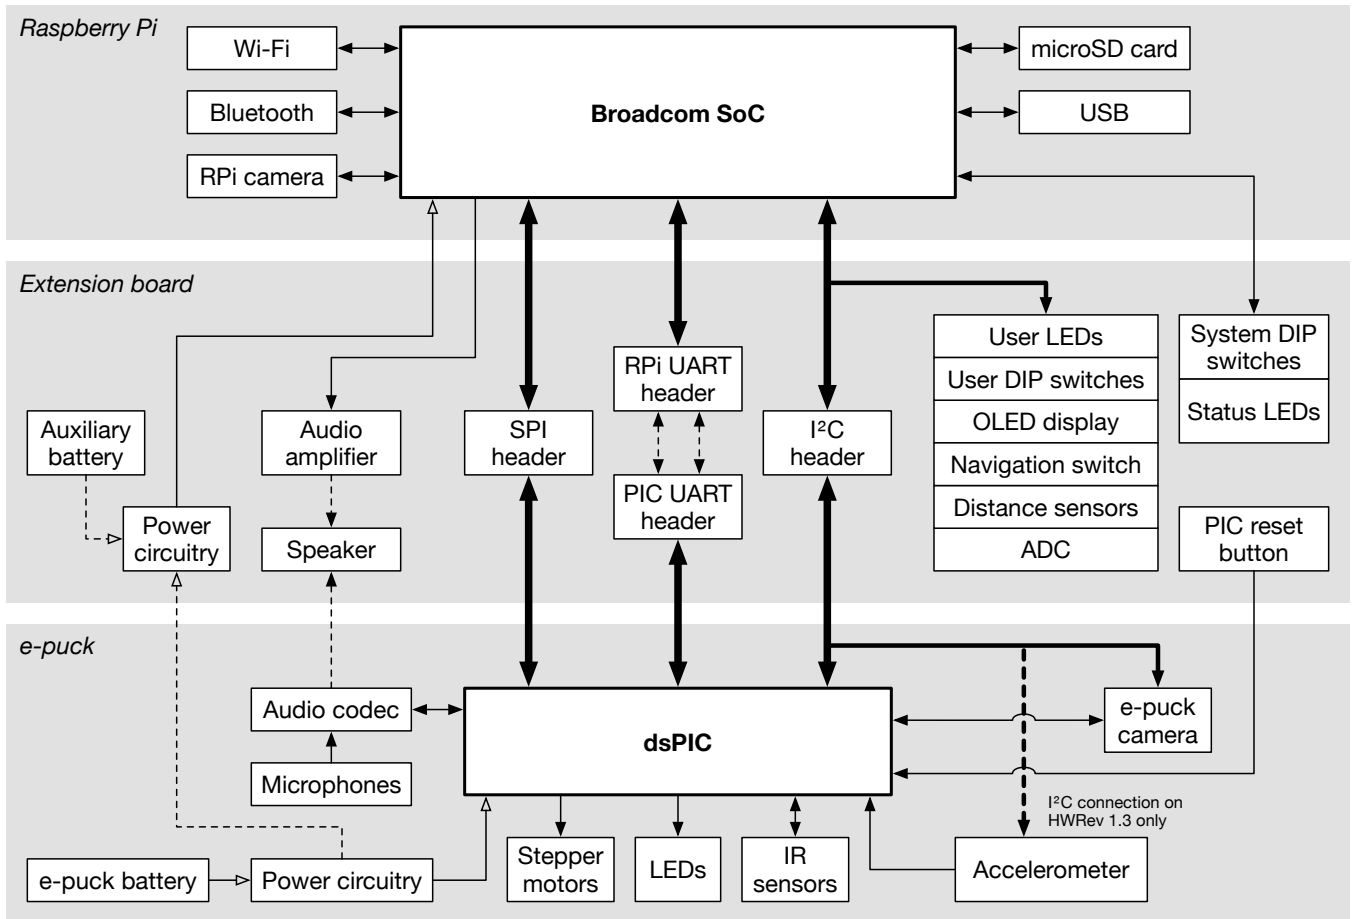 Raspberry Pi
Wi-Fi
Bluetooth
RPi camera
Broadcom SoC
microSD card
USB
Extension board
Auxiliary
battery
Power
circuitry
Audio
amplifier
Speaker
SPI
header
RPi UART
header
PIC UART
header
I²C
header
User LEDs
User DIP switches
OLED display
Navigation switch
Distance sensors
ADC
System DIP
switches
Status LEDs
PIC reset
button
e-puck
Audio codec
Microphones
e-puck battery
Power circuitry
dsPIC
Stepper
motors
LEDs
IR
sensors
e-puck
camera
I²C connection on
HWRev 1.3 only
Accelerometer